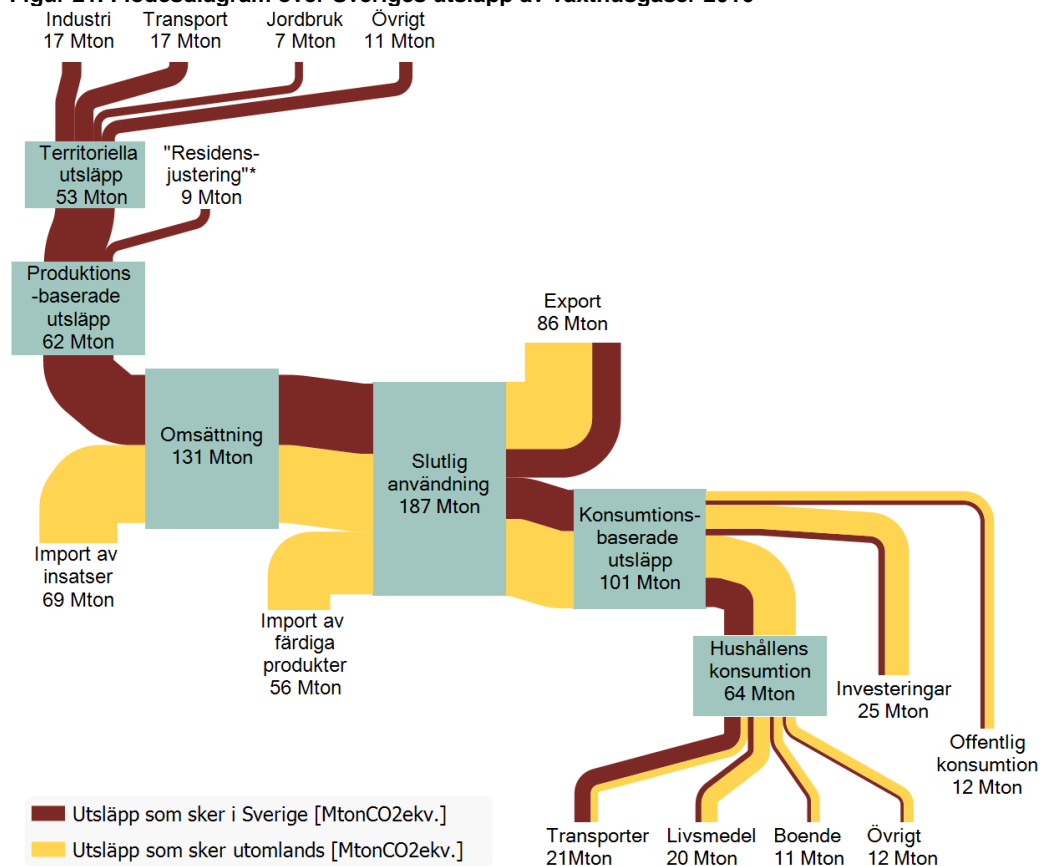 Industri
17 Mton
Transport
17 Mton
Jordbruk
7 Mton
Övrigt
11 Mton
Territoriella
utsläpp
53 Mton
"Residens-
justering"*
9 Mton
Produktions
-baserade
utsläpp
62 Mton
Export
86 Mton
Omsättning
131 Mton
Slutlig
användning
187 Mton
Konsumtions-
baserade
utsläpp
101 Mton
Import av
insatser
69 Mton
Import av
färdiga
produkter
56 Mton
Hushållens
konsumtion
64 Mton
Investeringar
25 Mton
Offentlig
konsumtion
12 Mton
Transporter
21Mton
Livsmedel
20 Mton
Boende
11 Mton
Övrigt
12 Mton
Utsläpp som sker i Sverige [MtonCO2ekv.]
Utsläpp som sker utomlands [MtonCO2ekv.]